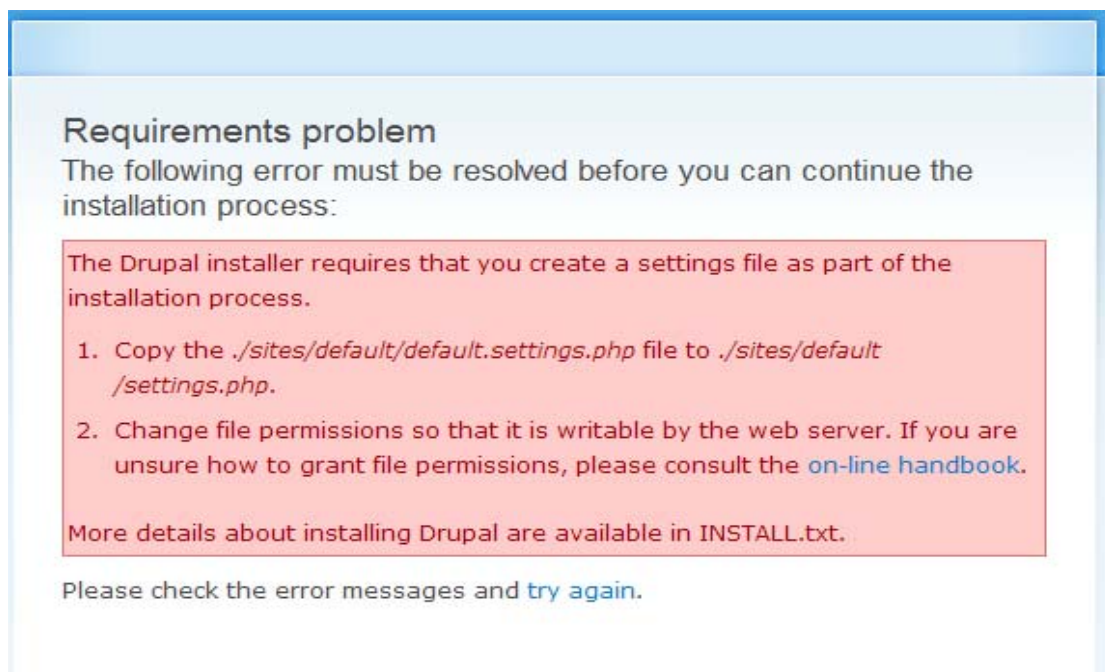 Requirements problem
The following error must be resolved before you can continue the
installation process:
The Drupal installer requires that you create a settings file as part of the
installation process.
1. Copy the ./sites/default/default.settings.php file to ./sites/default
/settings.php.
2. Change file permissions so that it is writable by the web server. If you are
unsure how to grant file permissions, please consult the on-line handbook.
More details about installing Drupal are available in INSTALL.txt.
Please check the error messages and try again.